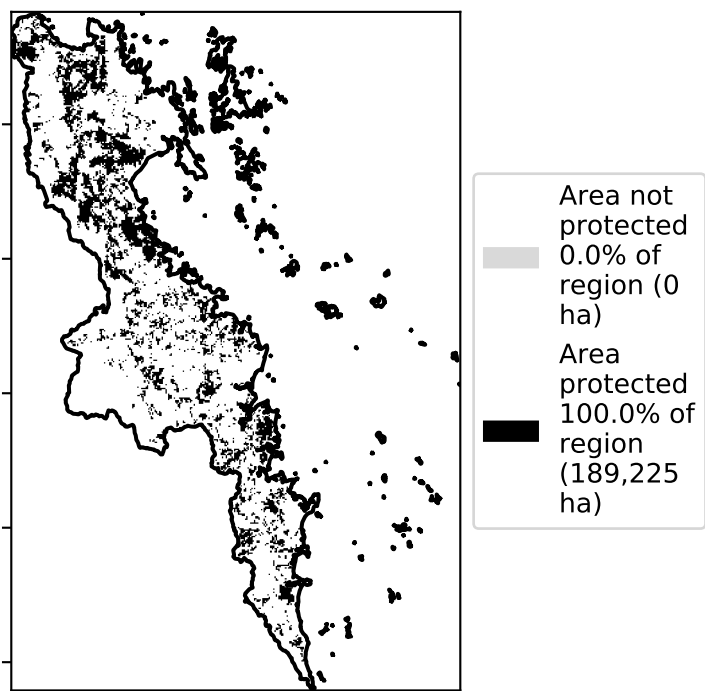 Area not
protected
0.0% of
region (0
ha)
Area
protected
100.0% of
region
(189,225
ha)